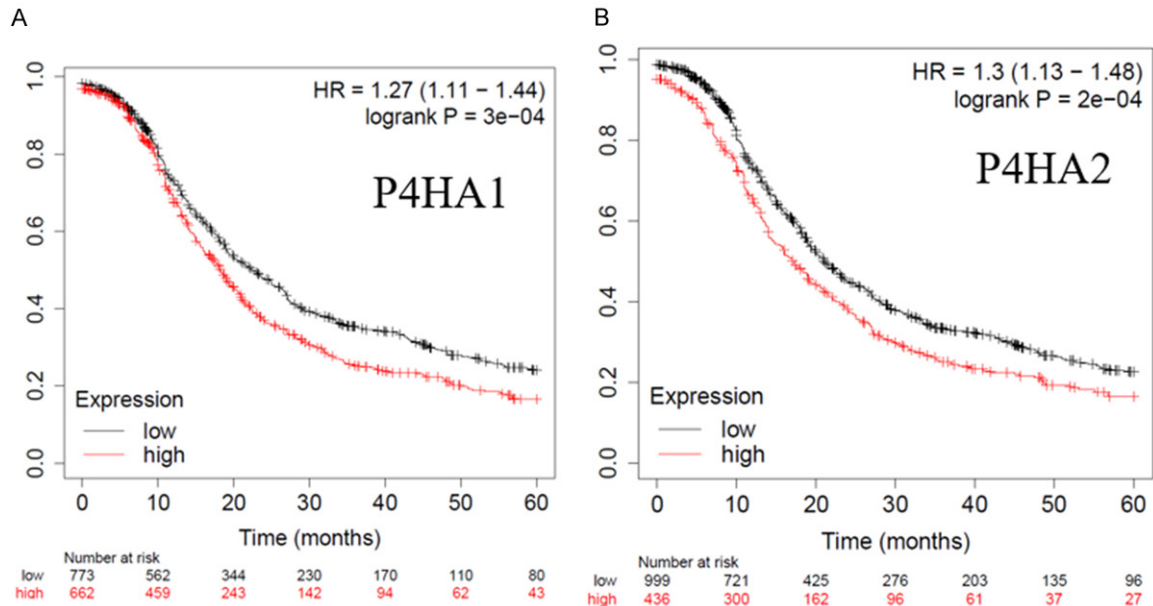 A
HR = 1.27 (1.11 − 1.44)
logrank P = 3e−04
P4HA1
1.0
0.8
0.6
0.4
0.2
0.0
Expression
low
high
0 10 20 30 40 50 60
Time (months)
Number at risk
low 773 562 344 230 170 110 80
high 662 459 243 142 94 62 43
B
HR = 1.3 (1.13 − 1.48)
logrank P = 2e−04
P4HA2
1.0
0.8
0.6
0.4
0.2
0.0
Expression
low
high
0 10 20 30 40 50 60
Time (months)
Number at risk
low 999 721 425 276 203 135 96
high 436 300 162 96 61 37 27